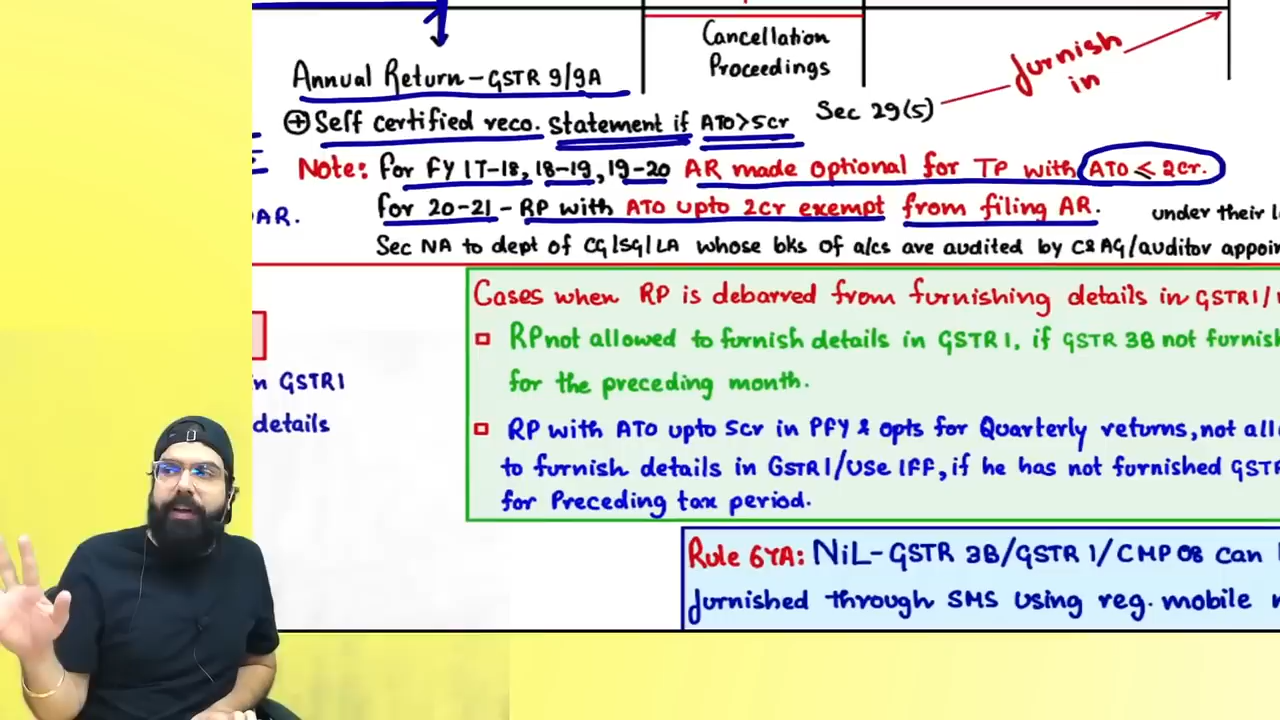 Cancellation
Proceedings
furnish
in
Annual Return - GSTR 9/9A
Sec 29(5)
⊕ Self certified reco. Statement if ATO>5cr
Note: for FY 17-18, 18-19, 19-20 AR made optional for TP with ATO ≤ 2cr.
AR.
for 20-21 - RP with ATO upto 2cr exempt from filing AR.
under their
Sec NA to dept of CG/SG/LA whose bks of a/cs are audited by C&AG/auditor
Cases when RP is debarred from furnishing details in GSTR1/
RP not allowed to furnish details in GSTR1, if GSTR 3B not
for the preceding month.
GSTR1
details
RP with ATO upto 5cr in PFY & opts for Quarterly returns, not
to furnish details in GSTR1/USE IFF, if he has not furnished
for Preceding tax period.
Rule 67A: NiL-GSTR 3B/GSTR 1/CMP 08 can
furnished through SMS using reg. mobile